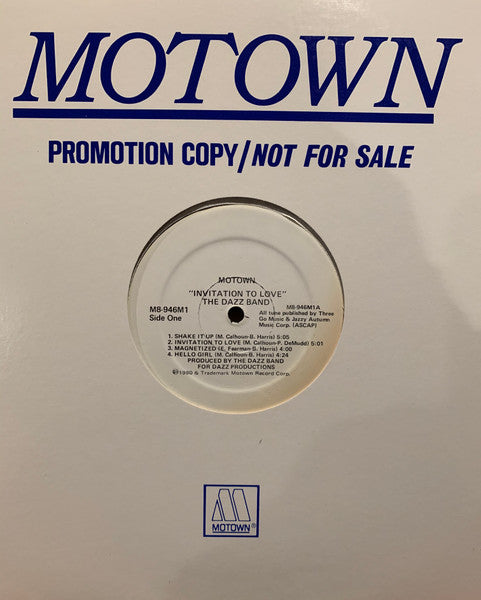 MOTOWN
PROMOTION COPY/NOT FOR SALE
MOTOWN
"INVITATION TO LOVE"
THE DAZZ BAND
M8-946M1
Side One
M8-946M1A
All tune published by Three
Go Music & Jazzy Autumn
Music Corp. (ASCAP)
1. SHAKE IT UP (M. Calhoun-B. Harris) 5:05
2. INVITATION TO LOVE (M. Calhoun-P. DeMudd) 5:01
3. MAGNETIZED (E. Fearman-S. Harris) 4:00
4. HELLO GIRL (M. Calhoun-B. Harris) 4:24
PRODUCED BY THE DAZZ BAND
FOR DAZZ PRODUCTIONS
℗1980 & Trademark Motown Record Corp.
MOTOWN®